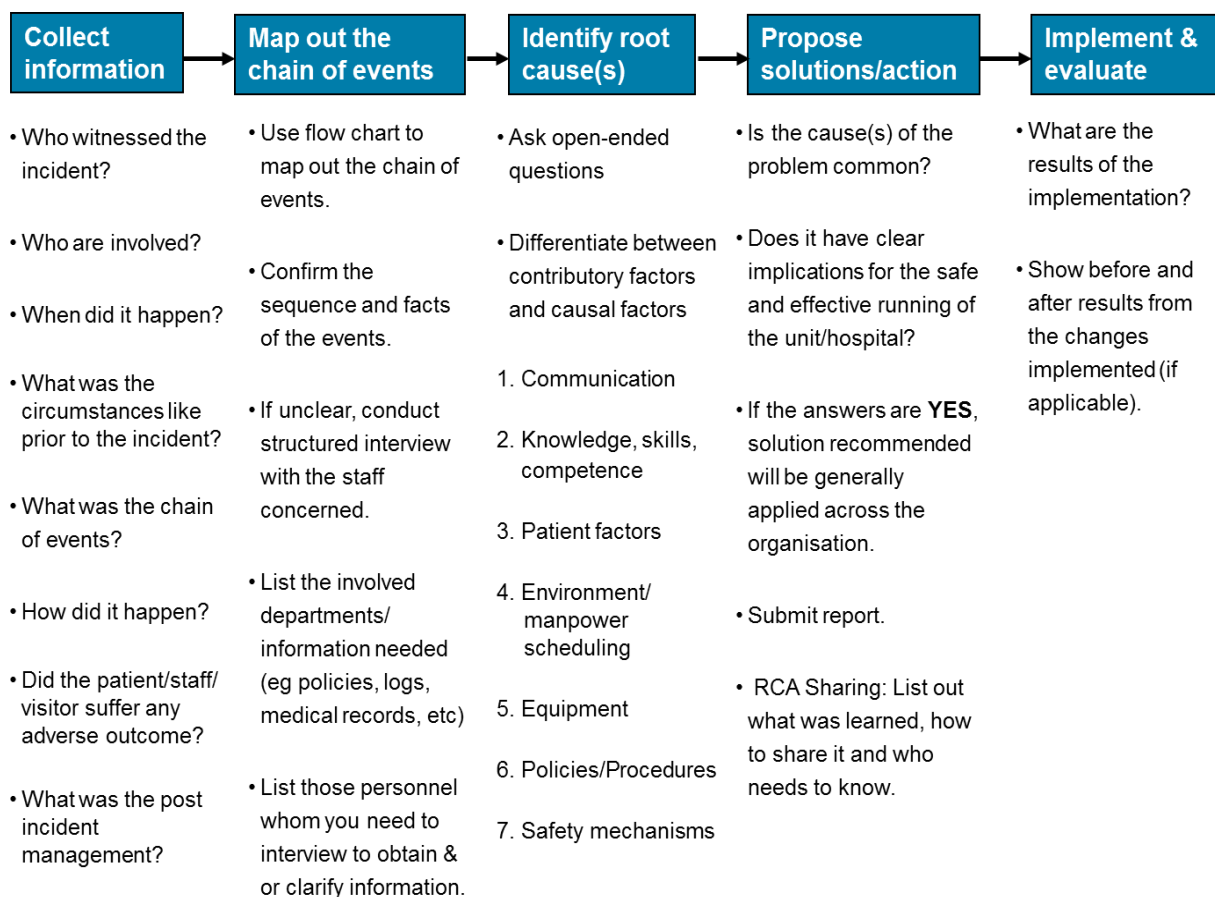 Collect
information
Map out the
chain of events
Identify root
cause(s)
Propose
solutions/action
Implement &
evaluate
• Who witnessed the
incident?
• Who are involved?
• When did it happen?
• What was the
circumstances like
prior to the incident?
• What was the chain
of events?
• How did it happen?
• Did the patient/staff/
visitor suffer any
adverse outcome?
• What was the post
incident
management?
• Use flow chart to
map out the chain of
events.
• Confirm the
sequence and facts
of the events.
• If unclear, conduct
structured interview
with the staff
concerned.
• List the involved
departments/
information needed
(eg policies, logs,
medical records, etc)
• List those personnel
whom you need to
interview to obtain &
or clarify information.
• Ask open-ended
questions
• Differentiate between
contributory factors
and causal factors
1. Communication
2. Knowledge, skills,
competence
3. Patient factors
4. Environment/
manpower
scheduling
5. Equipment
6. Policies/Procedures
7. Safety mechanisms
• Is the cause(s) of the
problem common?
• Does it have clear
implications for the safe
and effective running of
the unit/hospital?
• If the answers are YES,
solution recommended
will be generally
applied across the
organisation.
• Submit report.
• RCA Sharing: List out
what was learned, how
to share it and who
needs to know.
• What are the
results of the
implementation?
• Show before and
after results from
the changes
implemented (if
applicable).